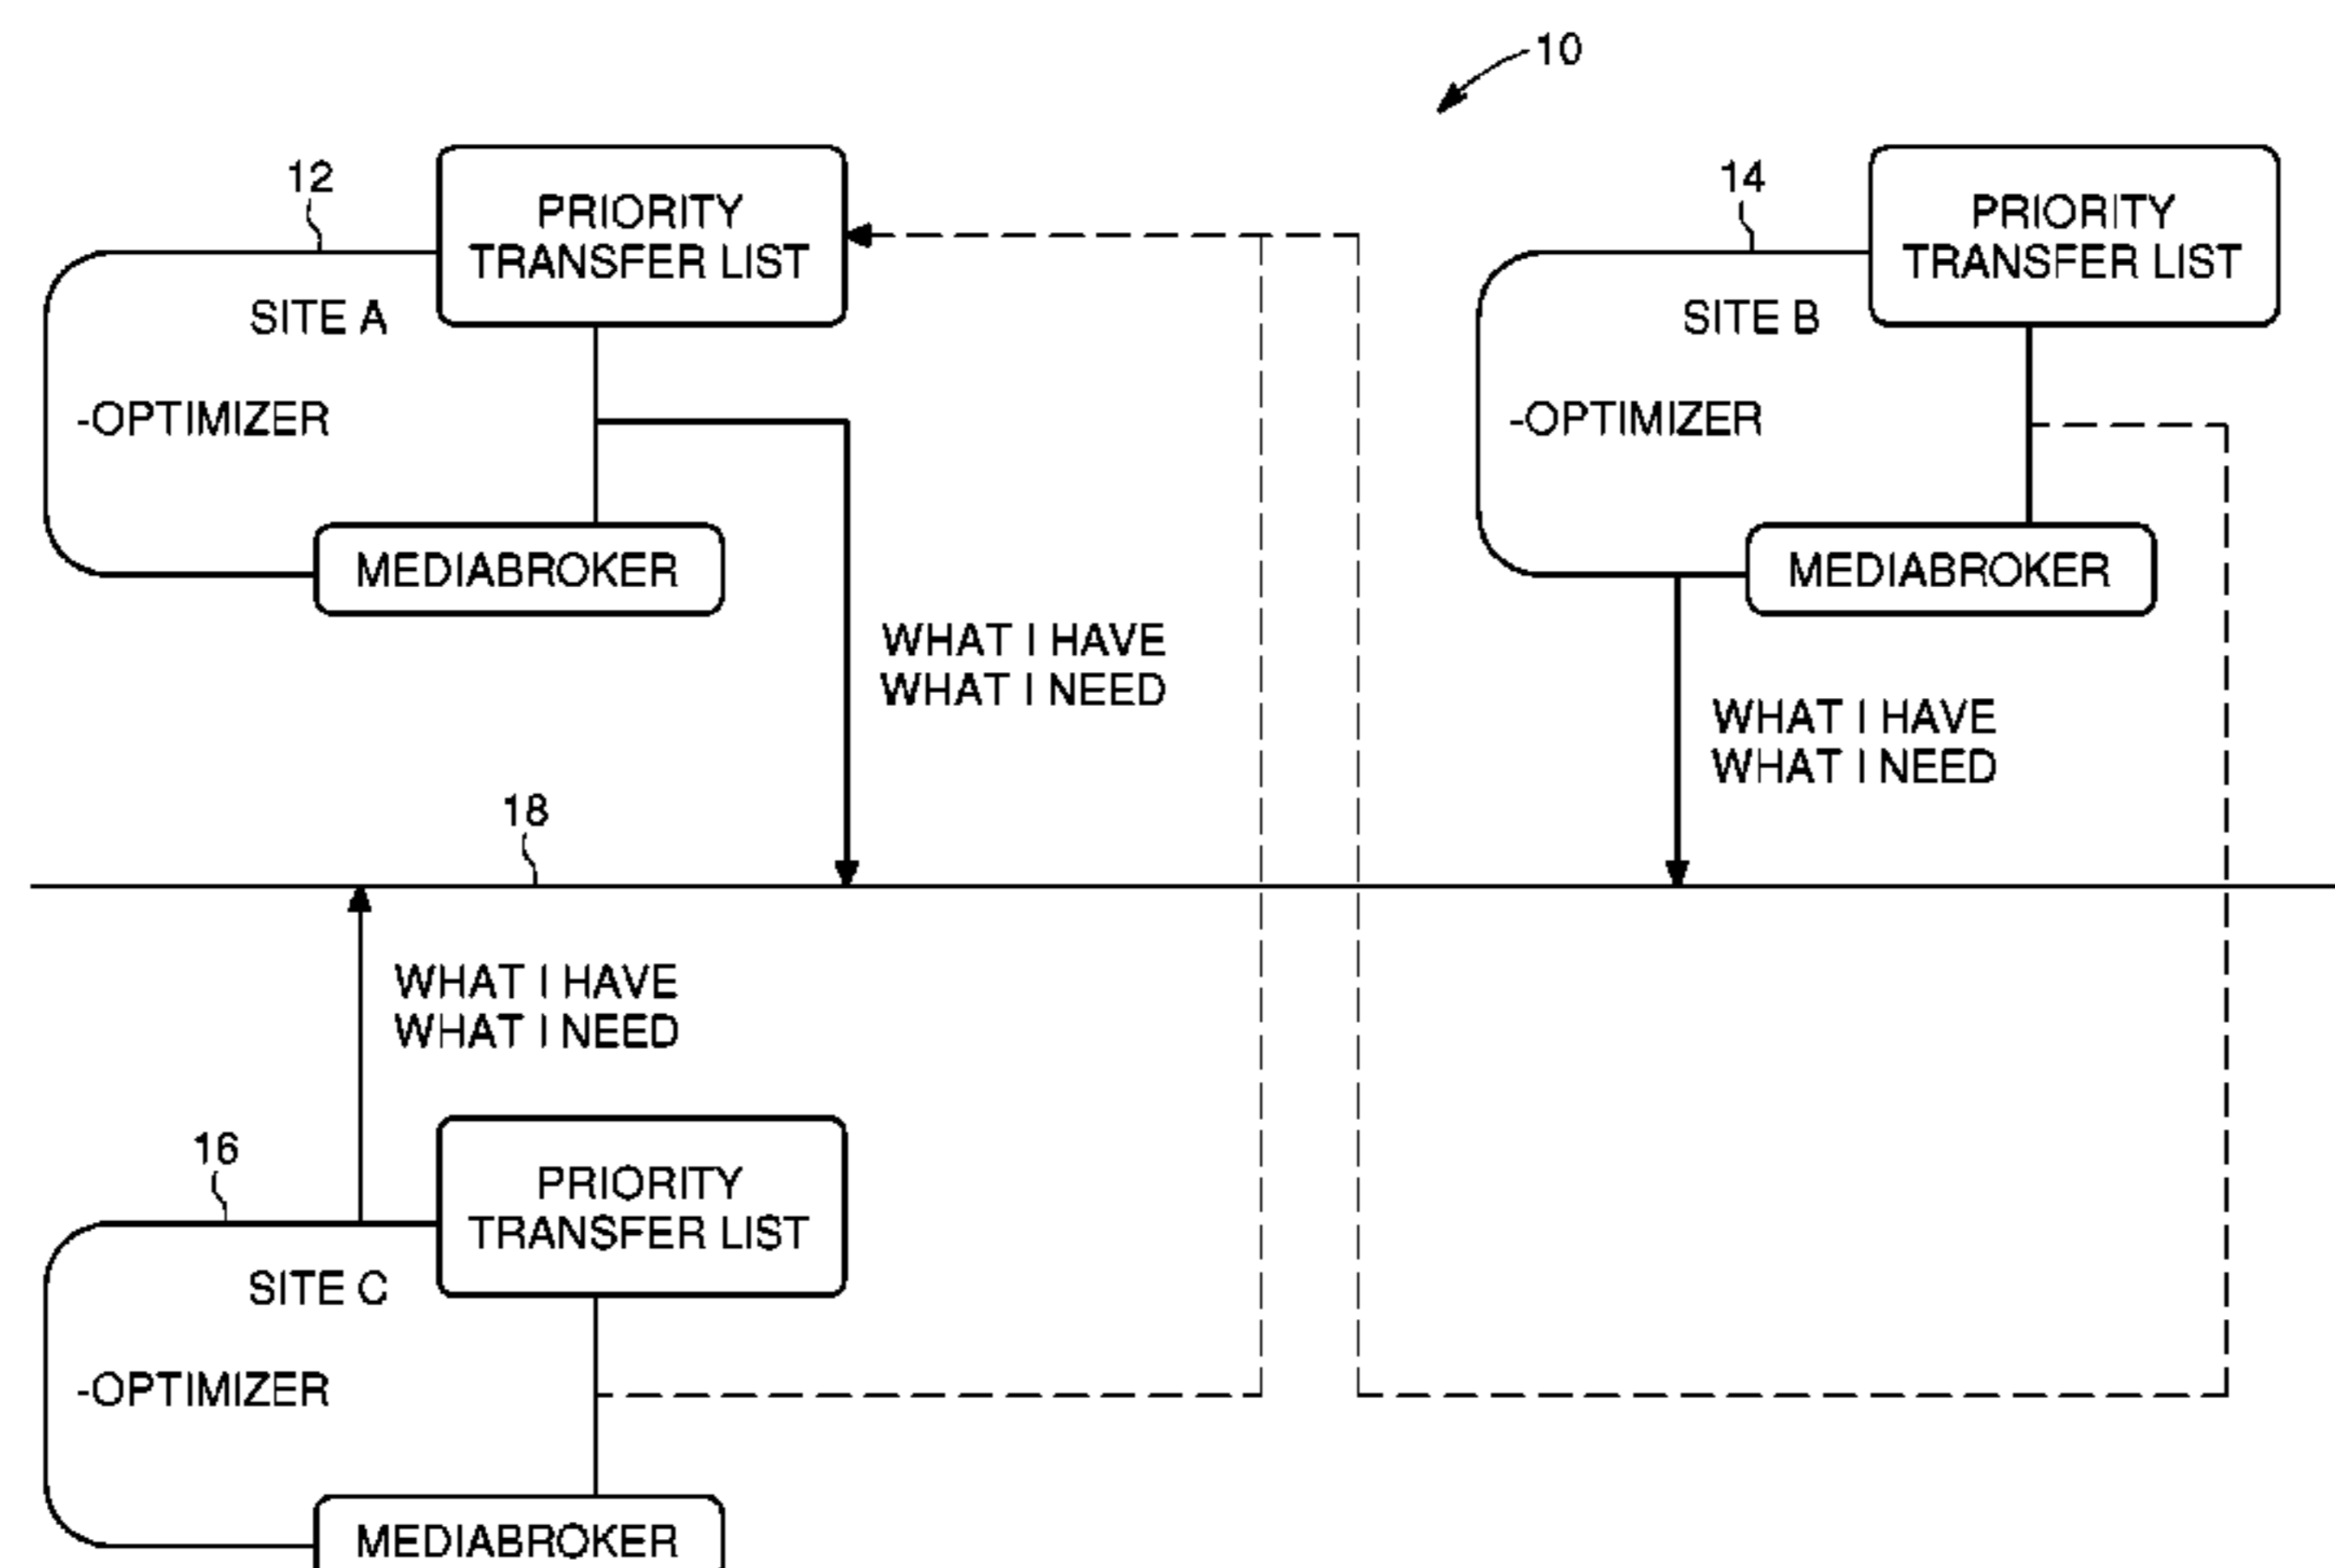 10
12
PRIORITY
TRANSFER LIST
SITE A
-OPTIMIZER
MEDIABROKER
WHAT I HAVE
WHAT I NEED
14
PRIORITY
TRANSFER LIST
SITE B
-OPTIMIZER
MEDIABROKER
WHAT I HAVE
WHAT I NEED
18
WHAT I HAVE
WHAT I NEED
16
PRIORITY
TRANSFER LIST
SITE C
-OPTIMIZER
MEDIABROKER